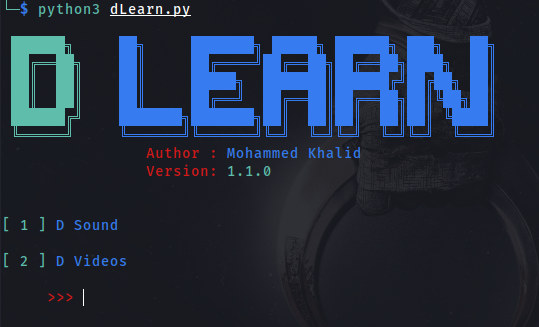 $ python3 dLearn.py
D LEARN
Author : Mohammed Khalid
Version: 1.1.0
[ 1 ] D Sound
[ 2 ] D Videos
>>>